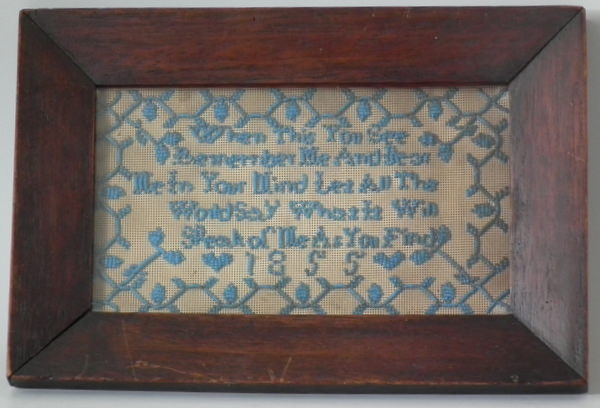 When This You See
Remember Me And Bear
Me In Your Mind Let All The
World Say What It Will
Speak of Me As You Find
1855